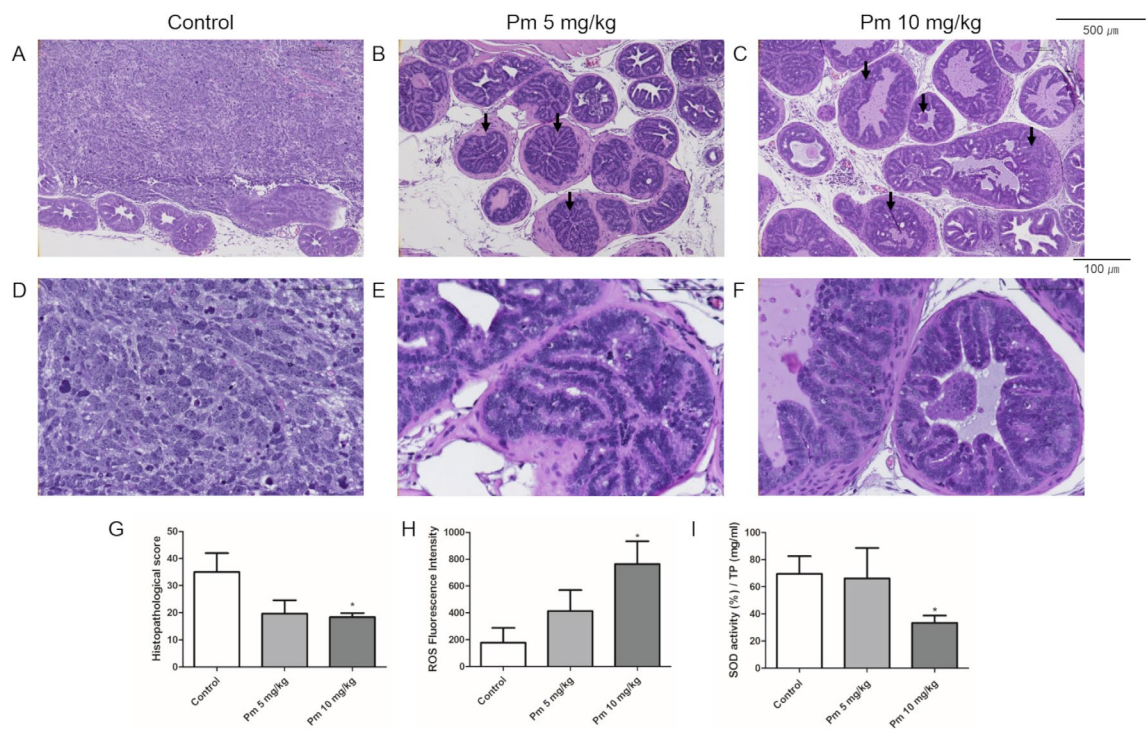 Control
Pm 5 mg/kg
Pm 10 mg/kg
500 μm
A
B
C
100 μm
D
E
F
G
Histopathological score
50
40
30
20
10
0
Control
Pm 5 mg/kg
Pm 10 mg/kg
*
H
ROS Fluorescence Intensity
1000
800
600
400
200
0
Control
Pm 5 mg/kg
Pm 10 mg/kg
*
I
SOD activity (%) / TP (mg/ml)
100
80
60
40
20
0
Control
Pm 5 mg/kg
Pm 10 mg/kg
*